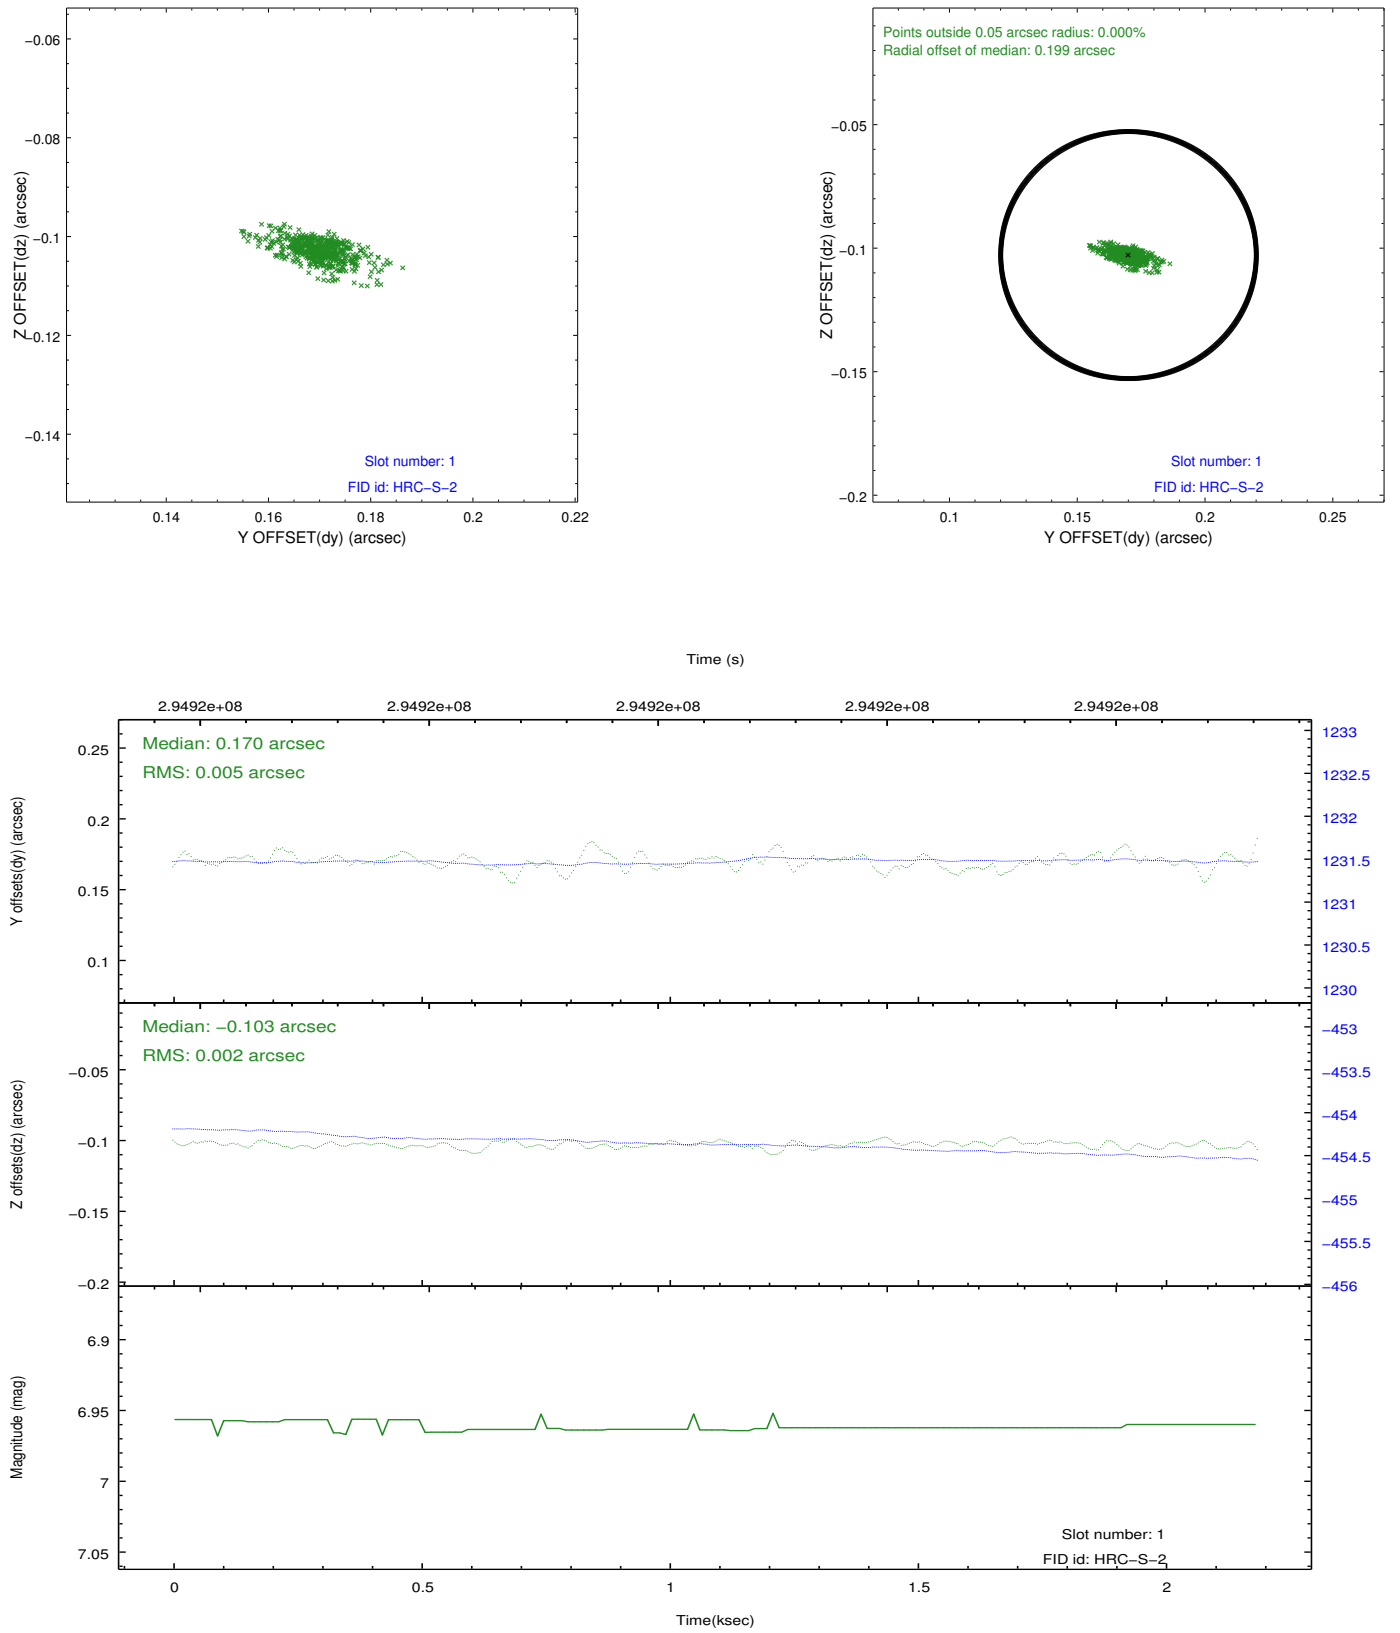 −0.06
−0.08
−0.1
−0.12
−0.14
Z OFFSET(dz) (arcsec)
Slot number: 1
FID id: HRC−S−2
0.14 0.16 0.18 0.2 0.22
Y OFFSET(dy) (arcsec)
Points outside 0.05 arcsec radius: 0.000%
Radial offset of median: 0.199 arcsec
−0.05
−0.1
−0.15
−0.2
Z OFFSET(dz) (arcsec)
Slot number: 1
FID id: HRC−S−2
0.1 0.15 0.2 0.25
Y OFFSET(dy) (arcsec)
Time (s)
2.9492e+08 2.9492e+08 2.9492e+08 2.9492e+08 2.9492e+08
Median: 0.170 arcsec
RMS: 0.005 arcsec
0.25
0.2
0.15
0.1
Y offsets(dy) (arcsec)
1233
1232.5
1232
1231.5
1231
1230.5
1230
Median: −0.103 arcsec
RMS: 0.002 arcsec
−0.05
−0.1
−0.15
−0.2
Z offsets(dz) (arcsec)
−453
−453.5
−454
−454.5
−455
−455.5
−456
6.9
6.95
7
7.05
Magnitude (mag)
Slot number: 1
FID id: HRC−S−2
0 0.5 1 1.5 2
Time(ksec)